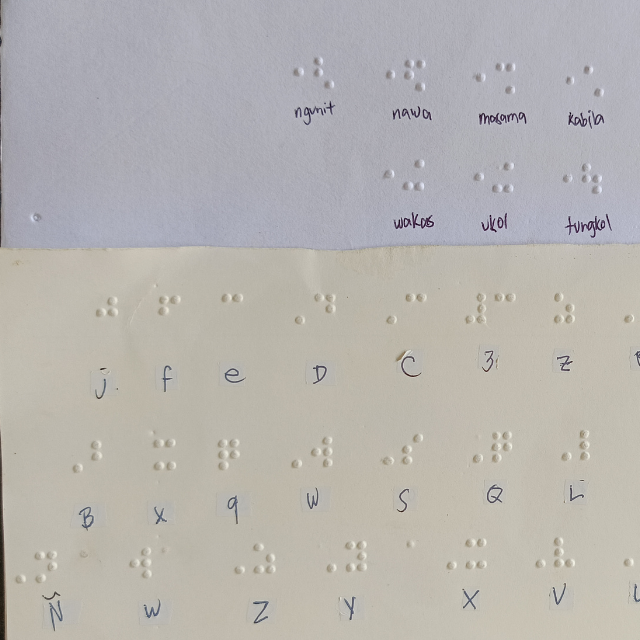 ngunit nawa masama kabila
wakas ukol tungkol
j f e D C 3 z
B x q W S Q L
Ñ w Z Y X V